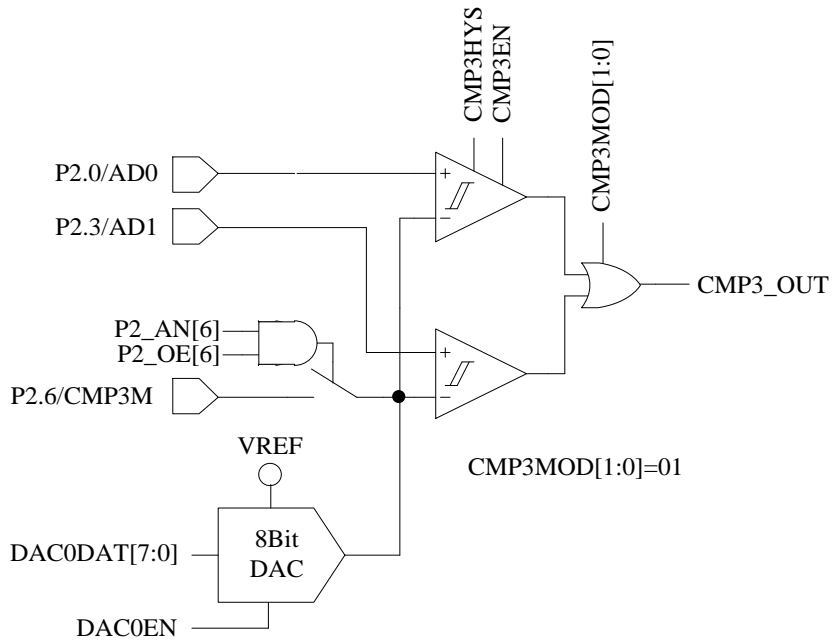 CMP3HYS
CMP3EN
CMP3MOD[1:0]
P2.0/AD0
+
−
P2.3/AD1
CMP3_OUT
P2_AN[6]
P2_OE[6]
+
−
P2.6/CMP3M
VREF
CMP3MOD[1:0]=01
DAC0DAT[7:0]
8Bit
DAC
DAC0EN